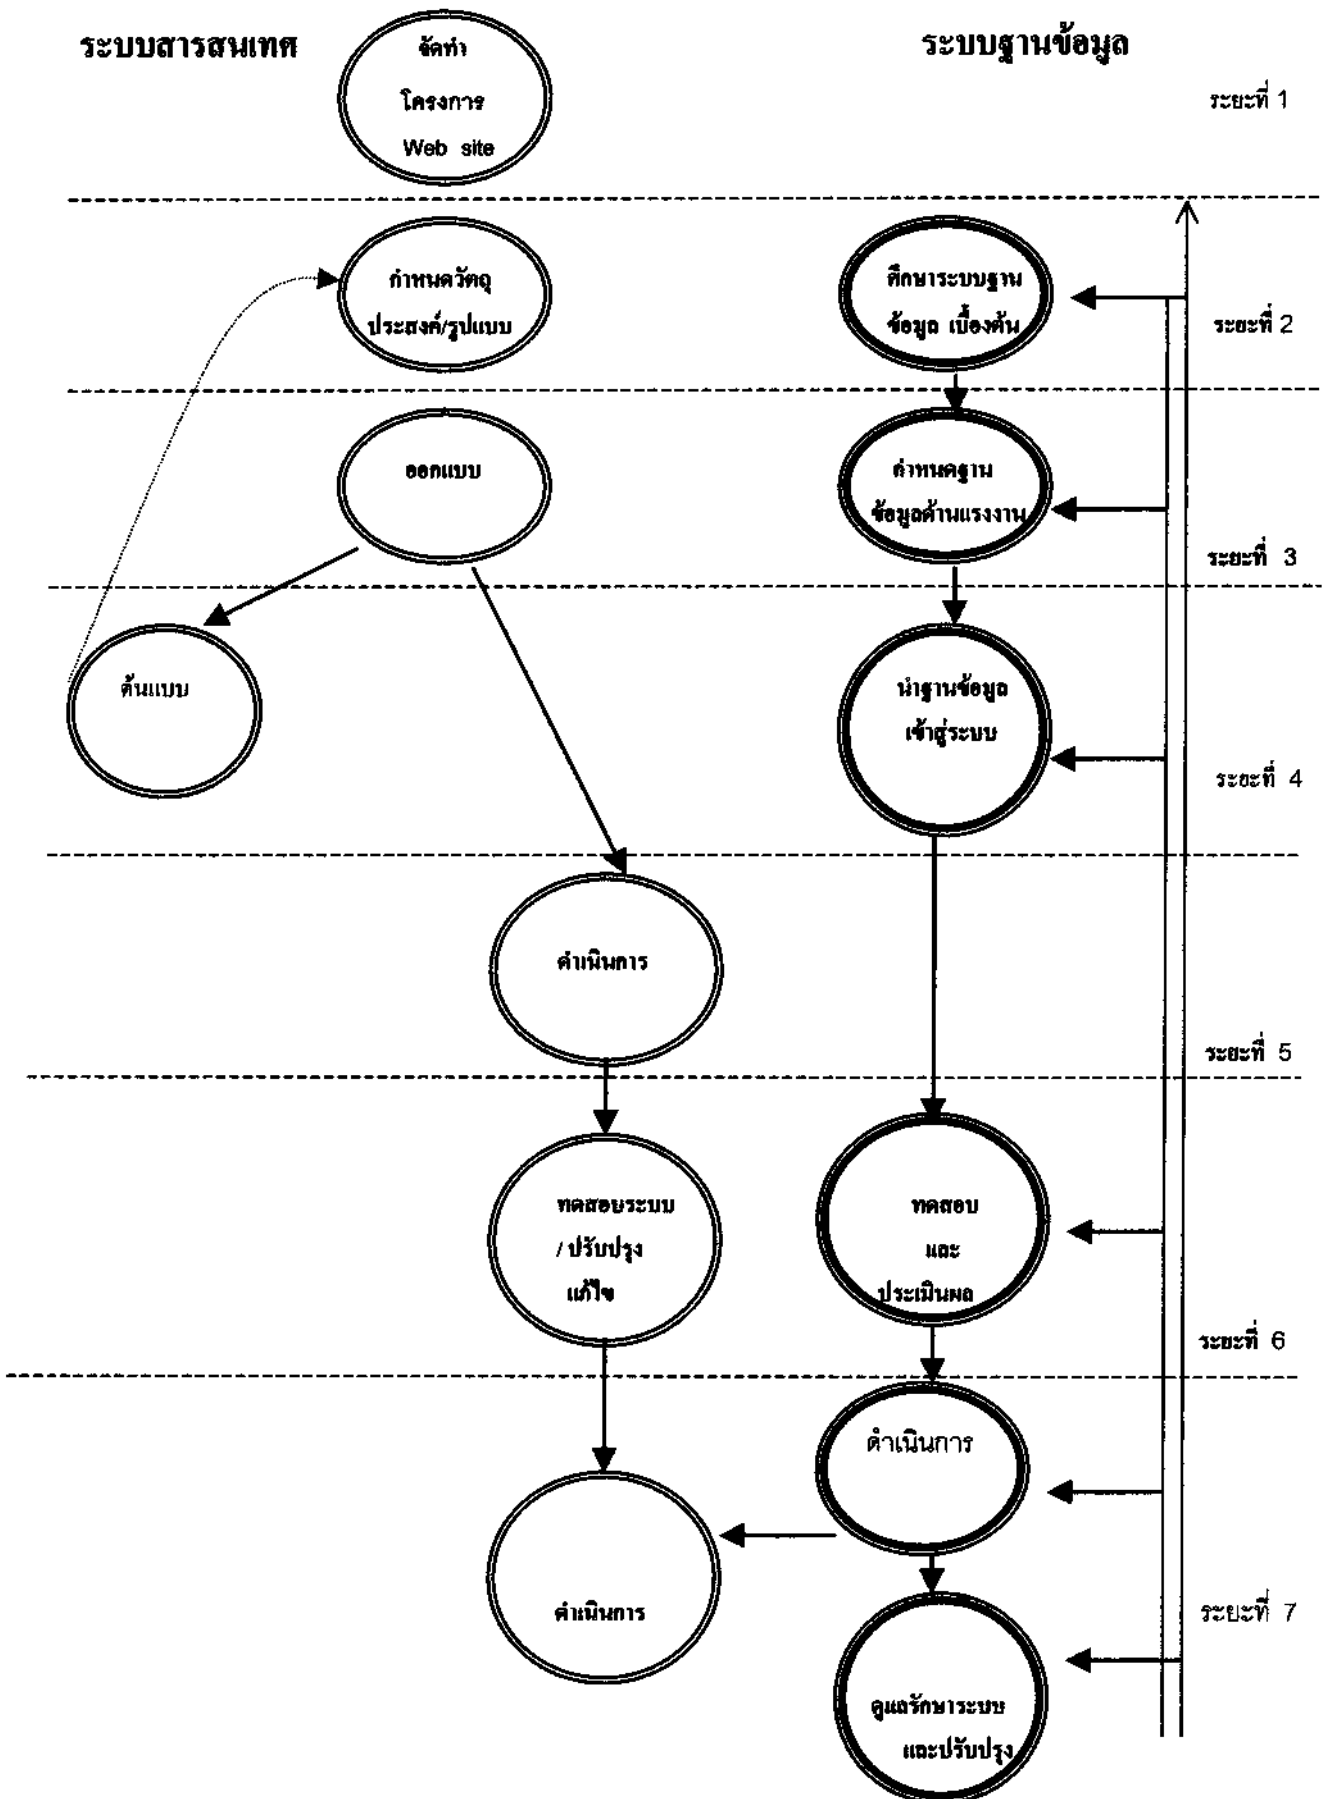 ระบบสารสนเทศ
ระบบฐานข้อมูล
จัดทำ
โครงการ
Web site
ระยะที่ 1
กำหนดวัตถุ
ประสงค์/รูปแบบ
ศึกษาระบบฐาน
ข้อมูล เบื้องต้น
ระยะที่ 2
ออกแบบ
กำหนดฐาน
ข้อมูลด้านแรงงาน
ระยะที่ 3
ต้นแบบ
นำฐานข้อมูล
เข้าสู่ระบบ
ระยะที่ 4
ดำเนินการ
ระยะที่ 5
ทดสอบระบบ
/ ปรับปรุง
แก้ไข
ทดสอบ
และ
ประเมินผล
ระยะที่ 6
ดำเนินการ
ดำเนินการ
ระยะที่ 7
ดูแลรักษาระบบ
และปรับปรุง